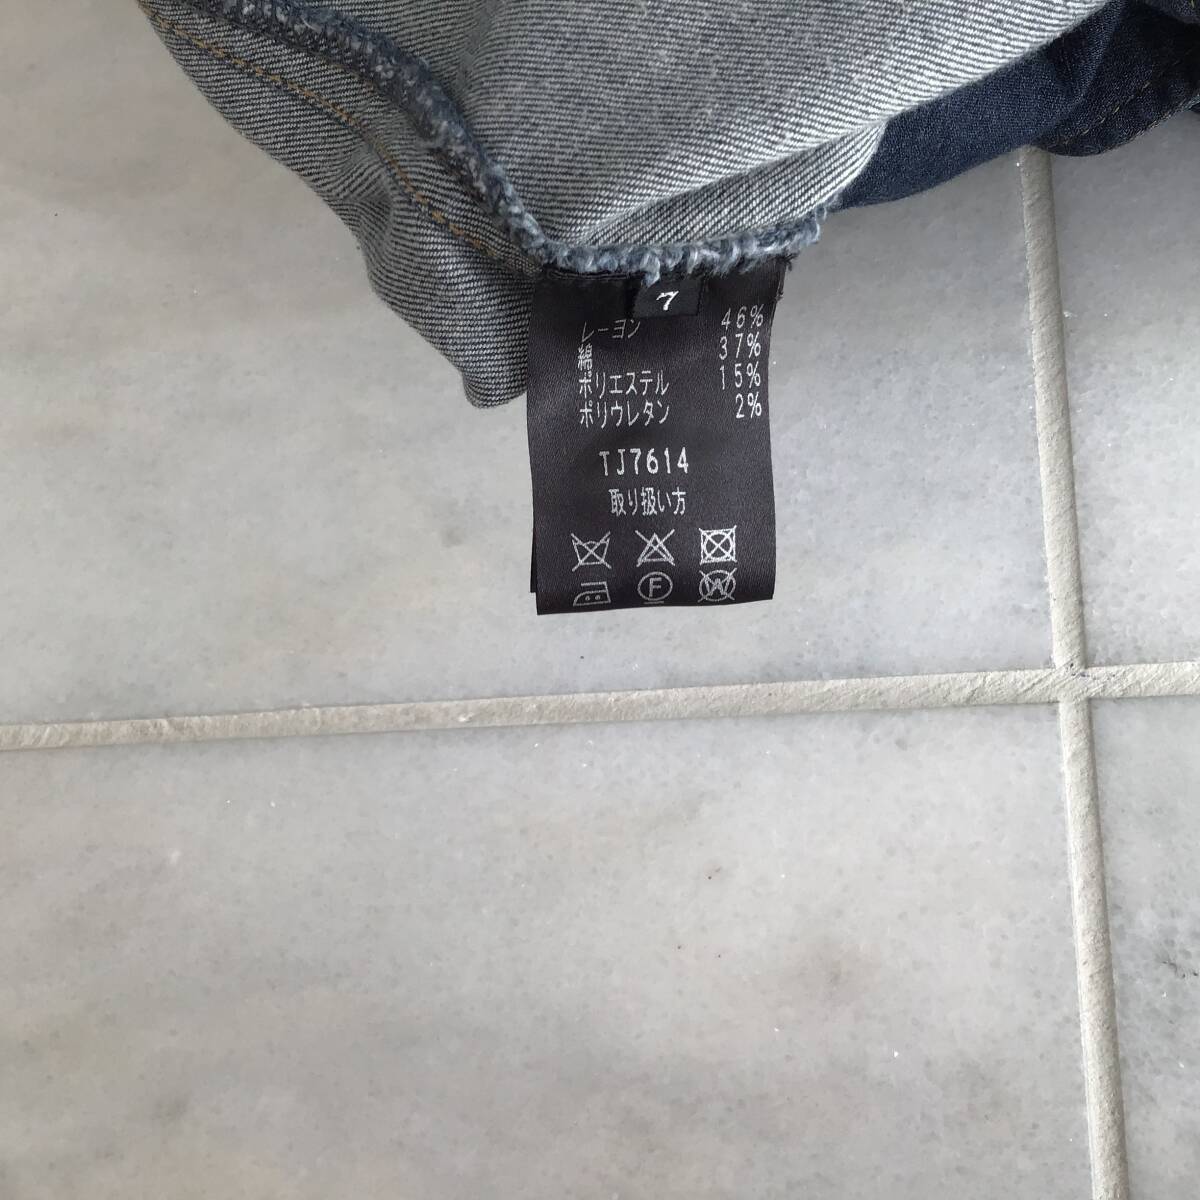 7
レーヨン 46%
綿 37%
ポリエステル 15%
ポリウレタン 2%
TJ7614
取り扱い方
F W